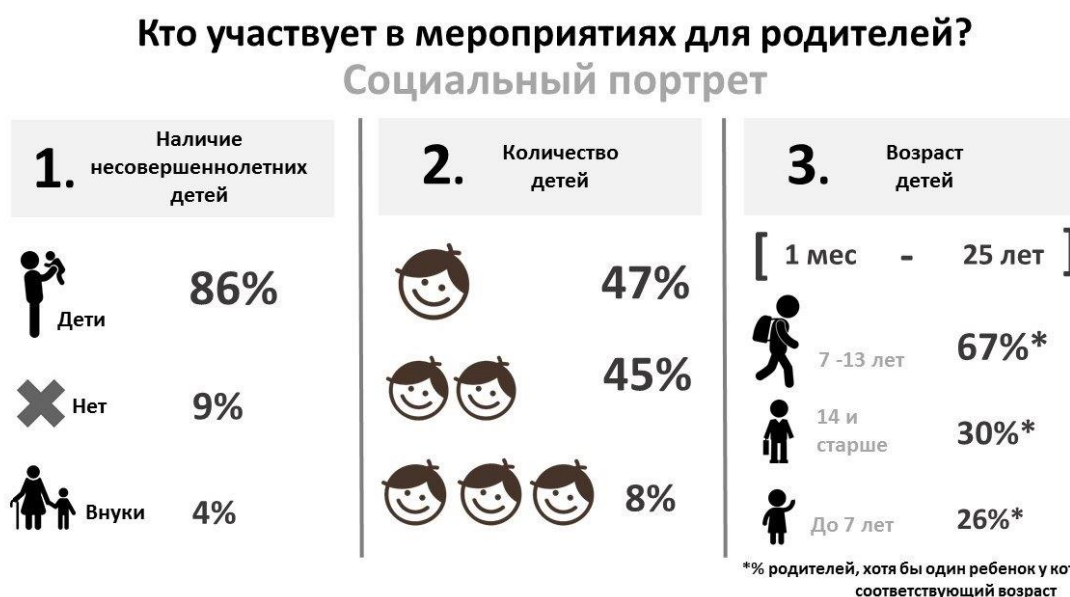 Кто участвует в мероприятиях для родителей?
Социальный портрет
1.
Наличие
несовершеннолетних
детей
Дети
86%
Нет
9%
Внуки
4%
2.
Количество
детей
47%
45%
8%
3.
Возраст
детей
[ 1 мес - 25 лет ]
7 -13 лет
67%*
14 и
старше
30%*
До 7 лет
26%*
*% родителей, хотя бы один ребенок у
соответствующий возраст